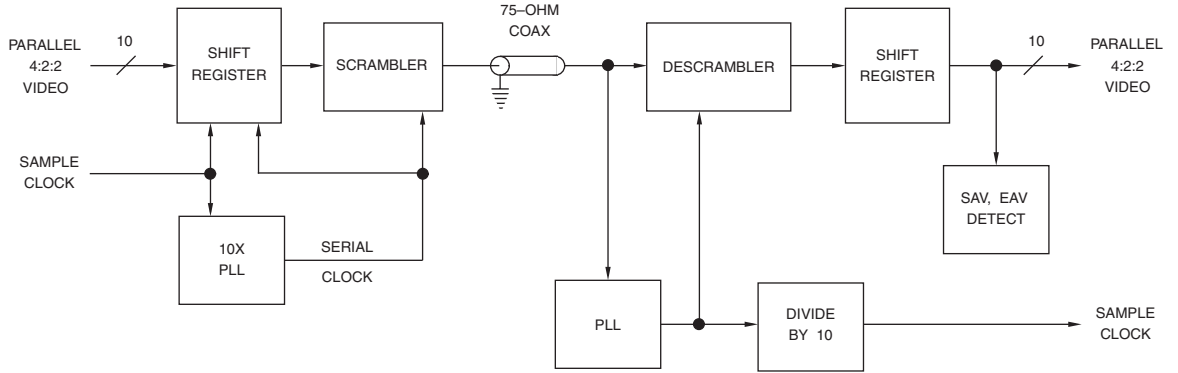 75–OHM
COAX
PARALLEL
4:2:2
VIDEO
10
SHIFT
REGISTER
SCRAMBLER
DESCRAMBLER
SHIFT
REGISTER
10
PARALLEL
4:2:2
VIDEO
SAMPLE
CLOCK
10X
PLL
SERIAL
CLOCK
SAV, EAV
DETECT
PLL
DIVIDE
BY 10
SAMPLE
CLOCK